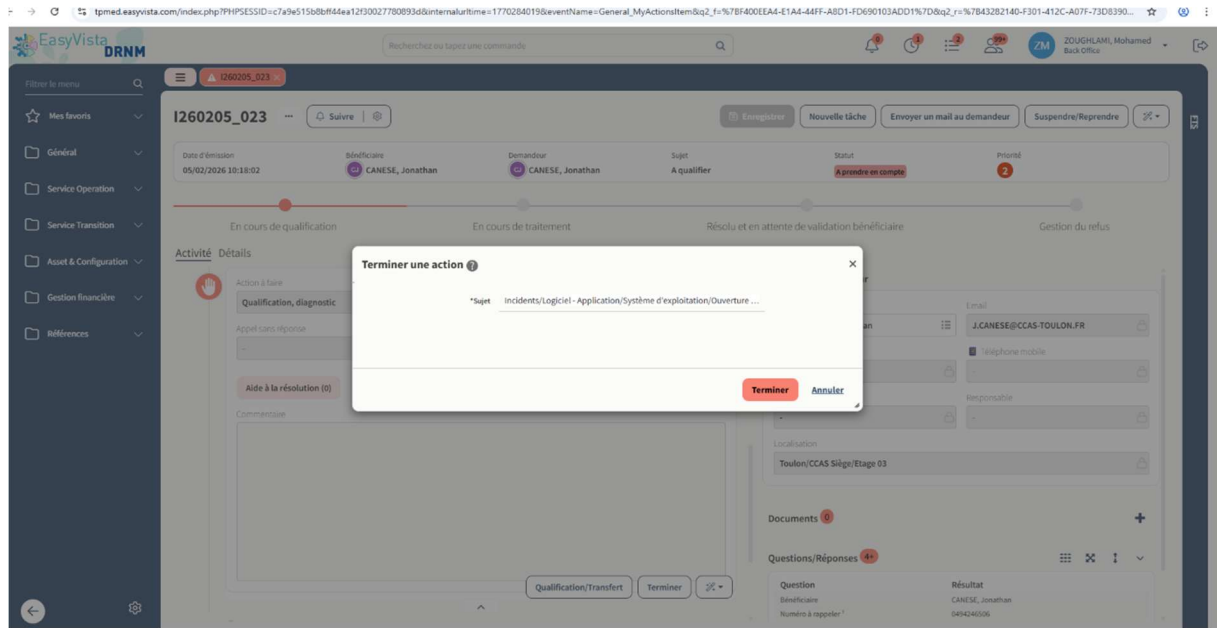 tpmed.easyvista.com/index.php?PHPSESSID=c7a9e515b8bff44ea12f30027780893d&internalurltime=1770284019&eventName=General_MyActionsItem&q2_f=%7BF400EEA4-E1A4-44FF-A8D1-FD690103ADD1%7D&q2_r=%7B43282140-F301-412C-A07F-73D8390...
EasyVista
DRNM
Recherchez ou tapez une commande
1
2
99+
ZM
ZOUGHLAMI, Mohamed
Back Office
Filtrer le menu
I260205_023
Mes favoris
Général
Service Operation
Service Transition
Asset & Configuration
Gestion financière
Références
I260205_023
Suivre
Enregistrer
Nouvelle tâche
Envoyer un mail au demandeur
Suspendre/Reprendre
Date d'émission
05/02/2026 10:18:02
Bénéficiaire
CJ CANESE, Jonathan
Demandeur
CJ CANESE, Jonathan
Sujet
A qualifier
Statut
A prendre en compte
Priorité
2
En cours de qualification
En cours de traitement
Résolu et en attente de validation bénéficiaire
Gestion du refus
Activité Détails
Action à faire
Qualification, diagnostic
Appel sans réponse
-
Aide à la résolution (0)
Commentaire
Terminer une action
*Sujet Incidents/Logiciel - Application/Système d'exploitation/Ouverture ...
Terminer
Annuler
Email
J.CANESE@CCAS-TOULON.FR
Téléphone mobile
-
Responsable
-
-
Localisation
Toulon/CCAS Siège/Etage 03
Documents 0
Questions/Réponses 4+
Question Résultat
Bénéficiaire CANESE, Jonathan
Numéro à rappeler 0494246506
Qualification/Transfert
Terminer